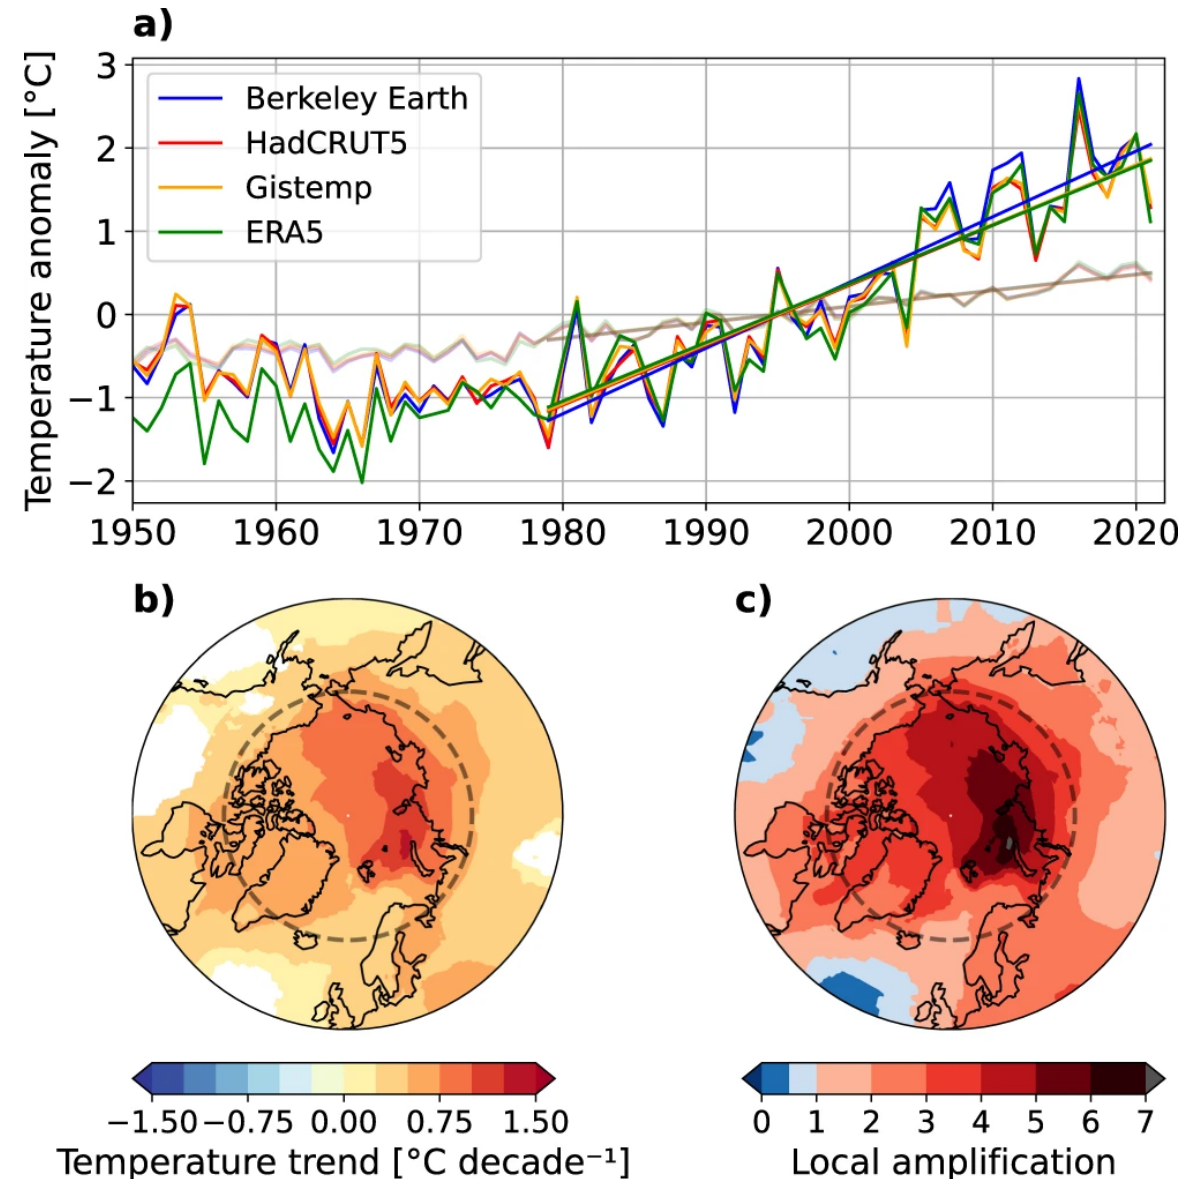 a)
Temperature anomaly [°C]
3
2
1
0
−1
−2
Berkeley Earth
HadCRUT5
Gistemp
ERA5
1950 1960 1970 1980 1990 2000 2010 2020
b)
c)
−1.50 −0.75 0.00 0.75 1.50
Temperature trend [°C decade⁻¹]
0 1 2 3 4 5 6 7
Local amplification